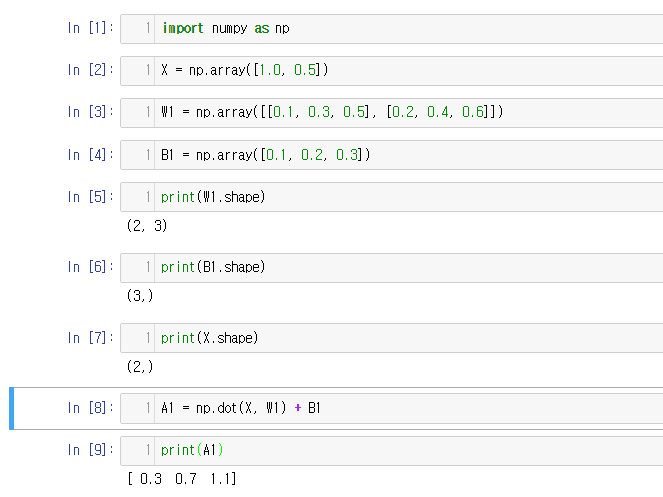 In [1]: 1 import numpy as np
In [2]: 1 X = np.array([1.0, 0.5])
In [3]: 1 W1 = np.array([[0.1, 0.3, 0.5], [0.2, 0.4, 0.6]])
In [4]: 1 B1 = np.array([0.1, 0.2, 0.3])
In [5]: 1 print(W1.shape)
(2, 3)
In [6]: 1 print(B1.shape)
(3,)
In [7]: 1 print(X.shape)
(2,)
In [8]: 1 A1 = np.dot(X, W1) + B1
In [9]: 1 print(A1)
[ 0.3  0.7  1.1]